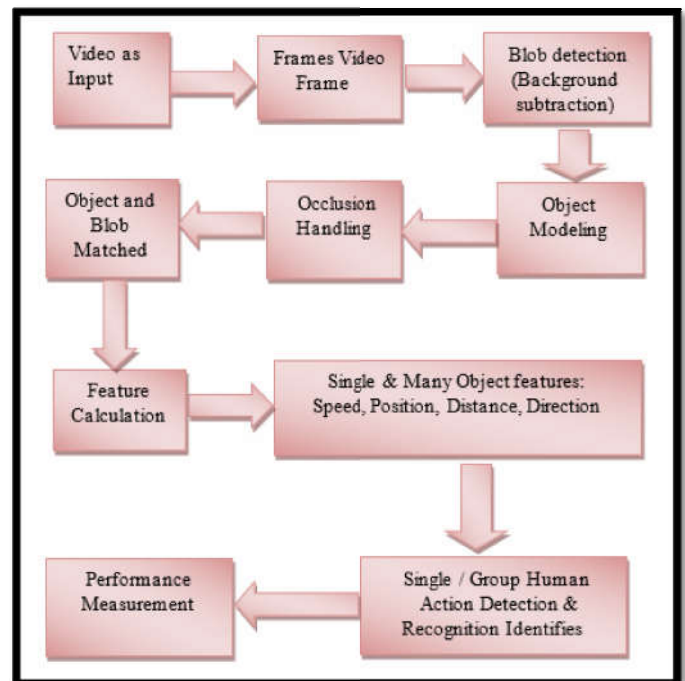 Video as
Input
Frames Video
Frame
Blob detection
(Background
subtraction)
Object
Modeling
Occlusion
Handling
Object and
Blob
Matched
Feature
Calculation
Single & Many Object features:
Speed, Position, Distance, Direction
Single / Group Human
Action Detection &
Recognition Identifies
Performance
Measurement